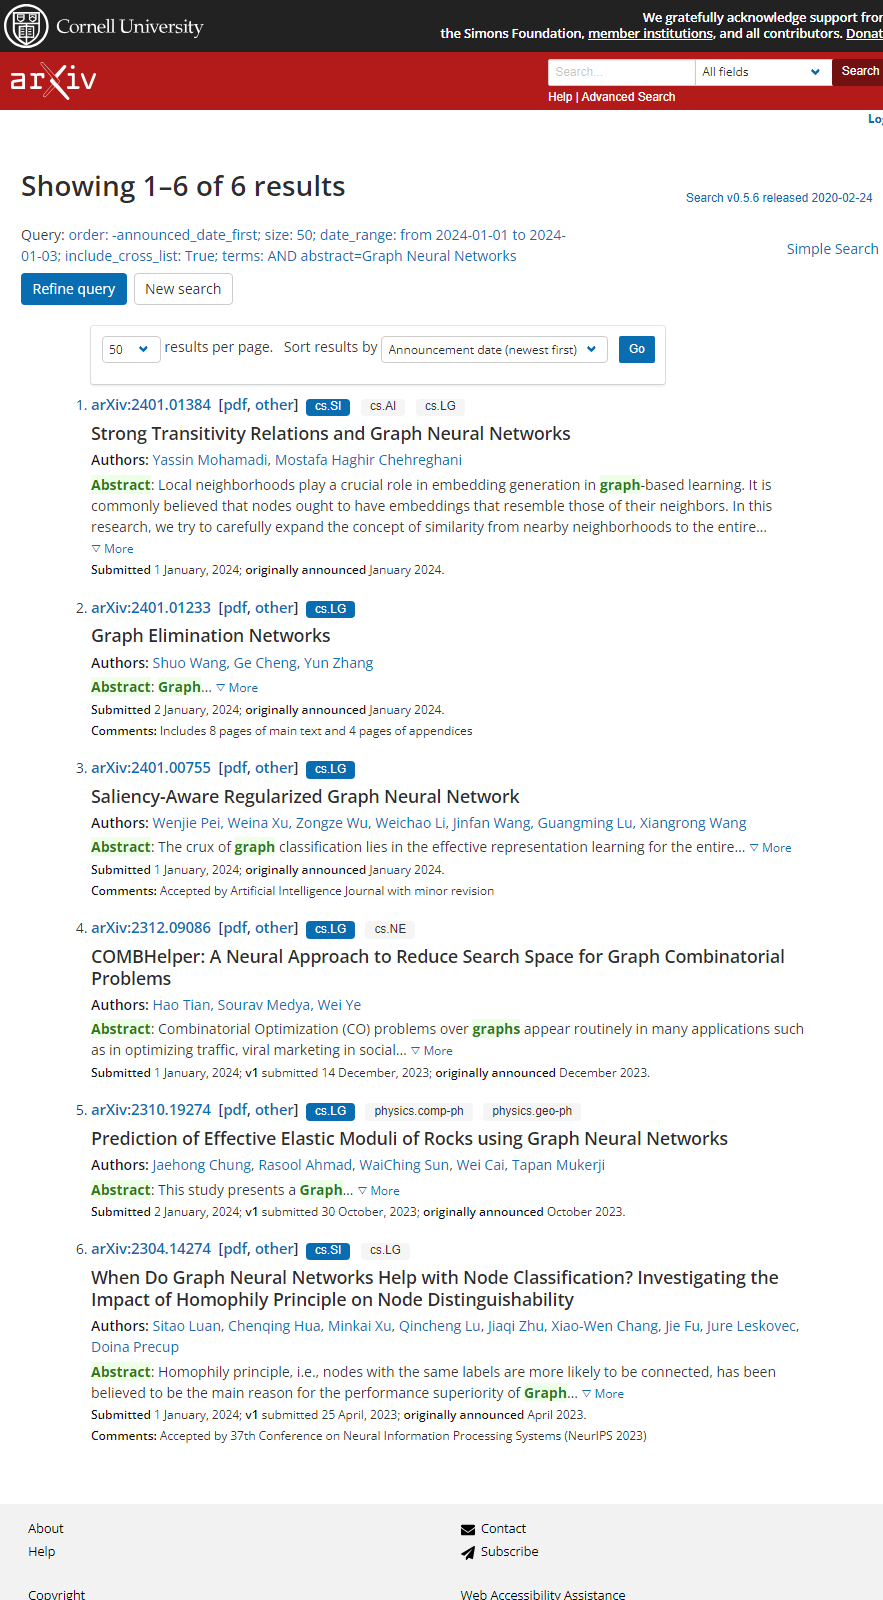 Cornell University
We gratefully acknowledge support from
the Simons Foundation, member institutions, and all contributors. Donat
arXiv
Search...
All fields
Search
Help | Advanced Search
Showing 1–6 of 6 results
Search v0.5.6 released 2020-02-24
Query: order: -announced_date_first; size: 50; date_range: from 2024-01-01 to 2024-
01-03; include_cross_list: True; terms: AND abstract=Graph Neural Networks
Simple Search
Refine query
New search
50 results per page. Sort results by Announcement date (newest first) Go
1. arXiv:2401.01384 [pdf, other] cs.SI cs.AI cs.LG
Strong Transitivity Relations and Graph Neural Networks
Authors: Yassin Mohamadi, Mostafa Haghir Chehreghani
Abstract: Local neighborhoods play a crucial role in embedding generation in graph-based learning. It is
commonly believed that nodes ought to have embeddings that resemble those of their neighbors. In this
research, we try to carefully expand the concept of similarity from nearby neighborhoods to the entire…
▽ More
Submitted 1 January, 2024; originally announced January 2024.
2. arXiv:2401.01233 [pdf, other] cs.LG
Graph Elimination Networks
Authors: Shuo Wang, Ge Cheng, Yun Zhang
Abstract: Graph… ▽ More
Submitted 2 January, 2024; originally announced January 2024.
Comments: Includes 8 pages of main text and 4 pages of appendices
3. arXiv:2401.00755 [pdf, other] cs.LG
Saliency-Aware Regularized Graph Neural Network
Authors: Wenjie Pei, Weina Xu, Zongze Wu, Weichao Li, Jinfan Wang, Guangming Lu, Xiangrong Wang
Abstract: The crux of graph classification lies in the effective representation learning for the entire… ▽ More
Submitted 1 January, 2024; originally announced January 2024.
Comments: Accepted by Artificial Intelligence Journal with minor revision
4. arXiv:2312.09086 [pdf, other] cs.LG cs.NE
COMBHelper: A Neural Approach to Reduce Search Space for Graph Combinatorial
Problems
Authors: Hao Tian, Sourav Medya, Wei Ye
Abstract: Combinatorial Optimization (CO) problems over graphs appear routinely in many applications such
as in optimizing traffic, viral marketing in social… ▽ More
Submitted 1 January, 2024; v1 submitted 14 December, 2023; originally announced December 2023.
5. arXiv:2310.19274 [pdf, other] cs.LG physics.comp-ph physics.geo-ph
Prediction of Effective Elastic Moduli of Rocks using Graph Neural Networks
Authors: Jaehong Chung, Rasool Ahmad, WaiChing Sun, Wei Cai, Tapan Mukerji
Abstract: This study presents a Graph… ▽ More
Submitted 2 January, 2024; v1 submitted 30 October, 2023; originally announced October 2023.
6. arXiv:2304.14274 [pdf, other] cs.SI cs.LG
When Do Graph Neural Networks Help with Node Classification? Investigating the
Impact of Homophily Principle on Node Distinguishability
Authors: Sitao Luan, Chenqing Hua, Minkai Xu, Qincheng Lu, Jiaqi Zhu, Xiao-Wen Chang, Jie Fu, Jure Leskovec,
Doina Precup
Abstract: Homophily principle, i.e., nodes with the same labels are more likely to be connected, has been
believed to be the main reason for the performance superiority of Graph… ▽ More
Submitted 1 January, 2024; v1 submitted 25 April, 2023; originally announced April 2023.
Comments: Accepted by 37th Conference on Neural Information Processing Systems (NeurIPS 2023)
About
Help
Contact
Subscribe
Copyright
Web Accessibility Assistance